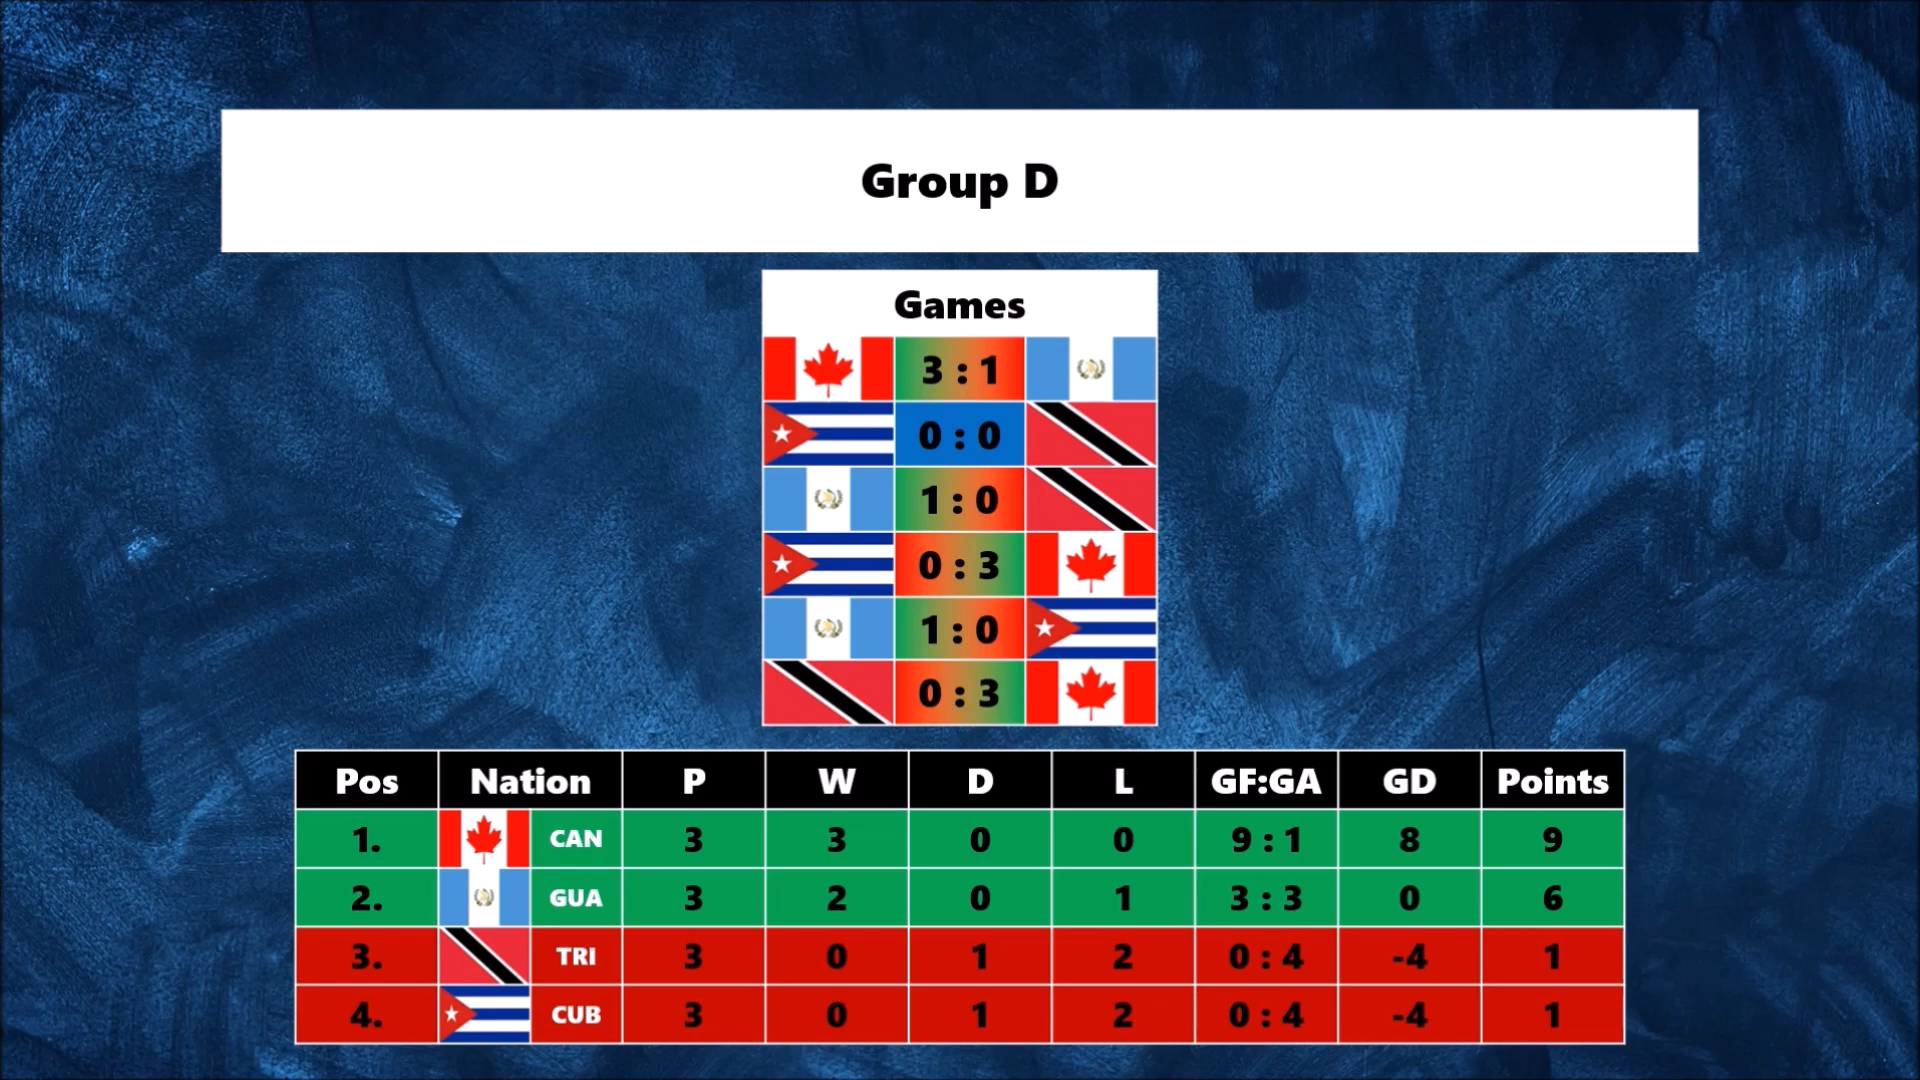 Group D
Games
3 : 1
0 : 0
1 : 0
0 : 3
1 : 0
0 : 3
Pos Nation P W D L GF:GA GD Points
1. CAN 3 3 0 0 9 : 1 8 9
2. GUA 3 2 0 1 3 : 3 0 6
3. TRI 3 0 1 2 0 : 4 -4 1
4. CUB 3 0 1 2 0 : 4 -4 1